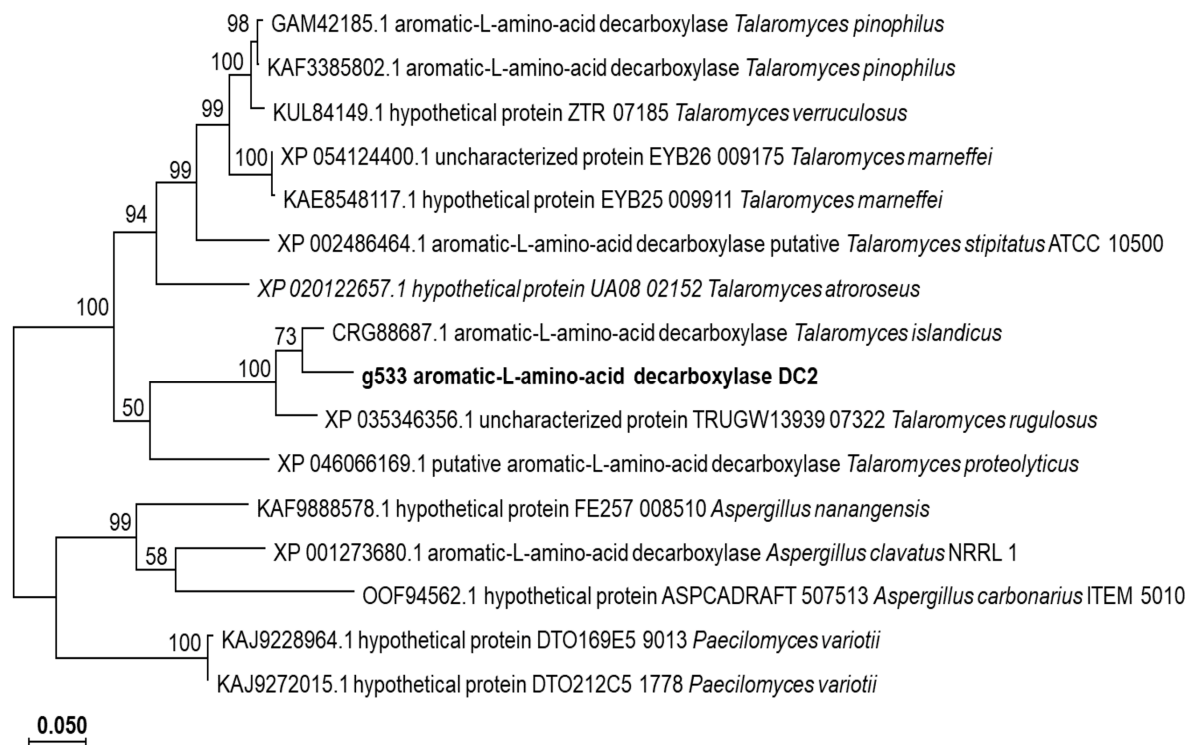 98 GAM42185.1 aromatic-L-amino-acid decarboxylase Talaromyces pinophilus
KAF3385802.1 aromatic-L-amino-acid decarboxylase Talaromyces pinophilus
100
KUL84149.1 hypothetical protein ZTR 07185 Talaromyces verruculosus
99
100 XP 054124400.1 uncharacterized protein EYB26 009175 Talaromyces marneffei
KAE8548117.1 hypothetical protein EYB25 009911 Talaromyces marneffei
99
94
XP 002486464.1 aromatic-L-amino-acid decarboxylase putative Talaromyces stipitatus ATCC 10500
XP 020122657.1 hypothetical protein UA08 02152 Talaromyces atroroseus
100
73 CRG88687.1 aromatic-L-amino-acid decarboxylase Talaromyces islandicus
100 g533 aromatic-L-amino-acid decarboxylase DC2
50
XP 035346356.1 uncharacterized protein TRUGW13939 07322 Talaromyces rugulosus
XP 046066169.1 putative aromatic-L-amino-acid decarboxylase Talaromyces proteolyticus
99 KAF9888578.1 hypothetical protein FE257 008510 Aspergillus nanangensis
58 XP 001273680.1 aromatic-L-amino-acid decarboxylase Aspergillus clavatus NRRL 1
OOF94562.1 hypothetical protein ASPCADRAFT 507513 Aspergillus carbonarius ITEM 5010
100 KAJ9228964.1 hypothetical protein DTO169E5 9013 Paecilomyces variotii
KAJ9272015.1 hypothetical protein DTO212C5 1778 Paecilomyces variotii
0.050